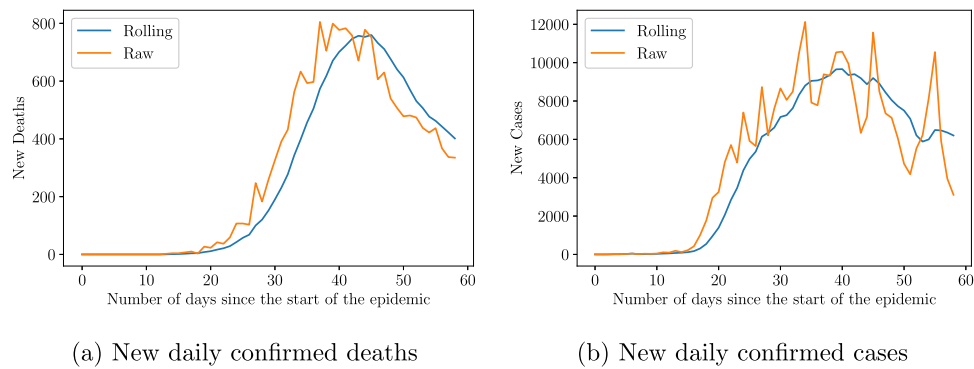 800
600
400
200
0
New Deaths
Rolling
Raw
0 10 20 30 40 50 60
Number of days since the start of the epidemic
(a) New daily confirmed deaths
12000
10000
8000
6000
4000
2000
0
New Cases
Rolling
Raw
0 10 20 30 40 50 60
Number of days since the start of the epidemic
(b) New daily confirmed cases